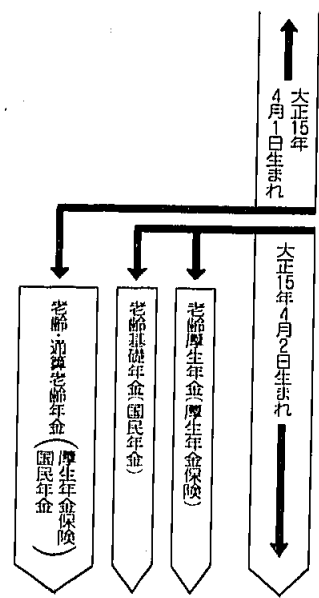 大正15年
4月1日生まれ
大正15年4月2日生まれ
老齢厚生年金(厚生年金保険)
老齢基礎年金(国民年金)
老齢・通算老齢年金(厚生年金保険
国民年金)